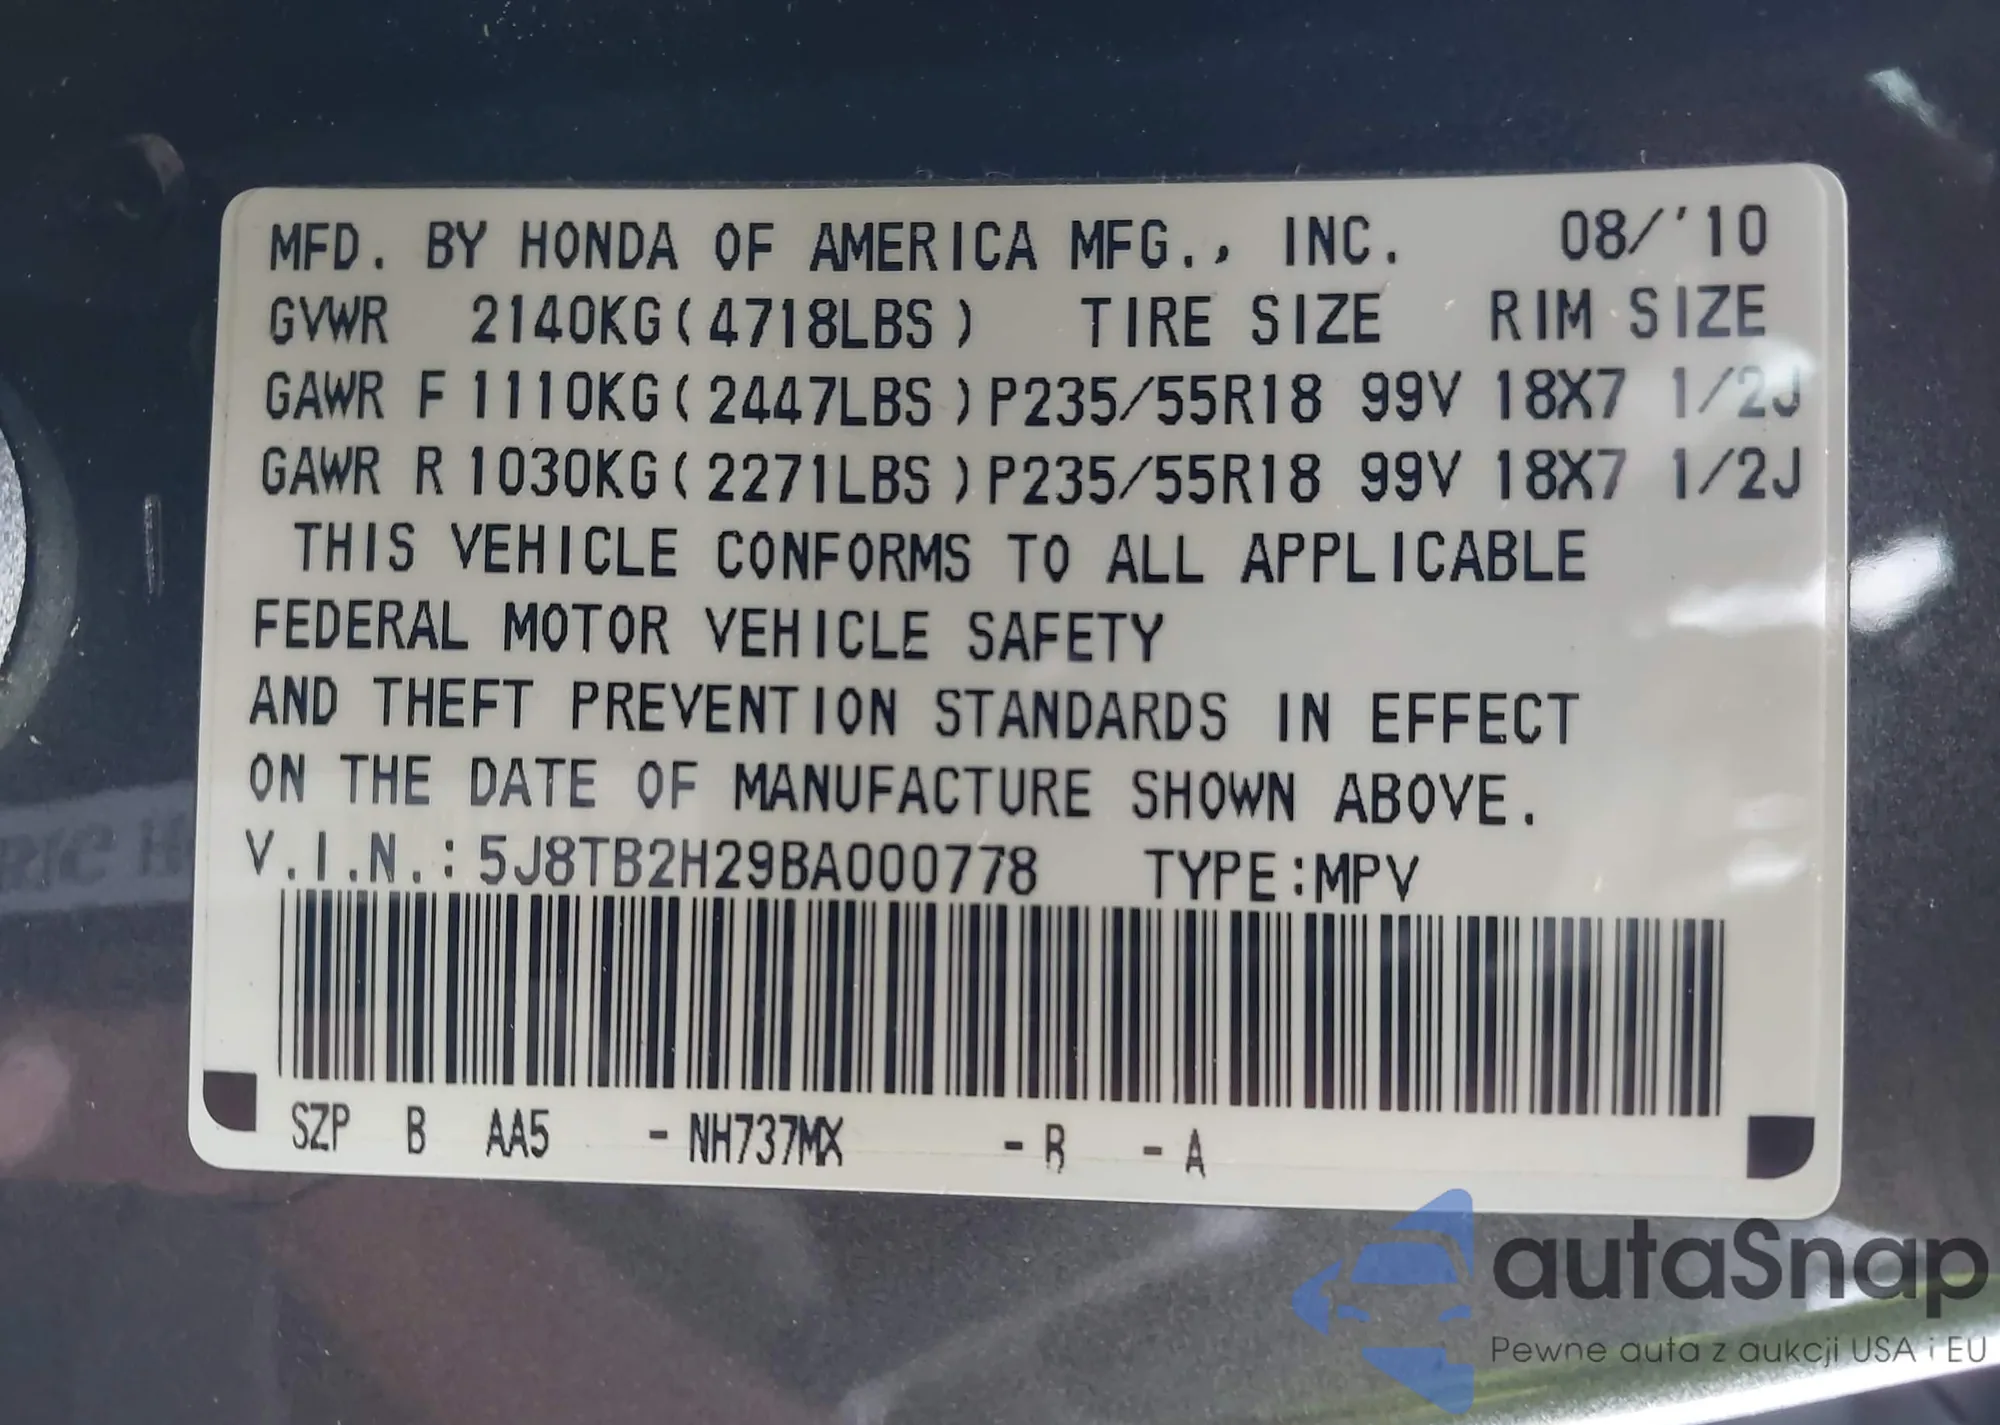 MFD. BY HONDA OF AMERICA MFG., INC. 08/'10
GVWR 2140KG(4718LBS) TIRE SIZE RIM SIZE
GAWR F 1110KG(2447LBS)P235/55R18 99V 18X7 1/2J
GAWR R 1030KG(2271LBS)P235/55R18 99V 18X7 1/2J
THIS VEHICLE CONFORMS TO ALL APPLICABLE
FEDERAL MOTOR VEHICLE SAFETY
AND THEFT PREVENTION STANDARDS IN EFFECT
ON THE DATE OF MANUFACTURE SHOWN ABOVE.
V.I.N.: 5J8TB2H29BA000778 TYPE:MPV
SZP B AA5 - NH737MX - B - A
autaSnap
Pewne auta z aukcji USA i EU